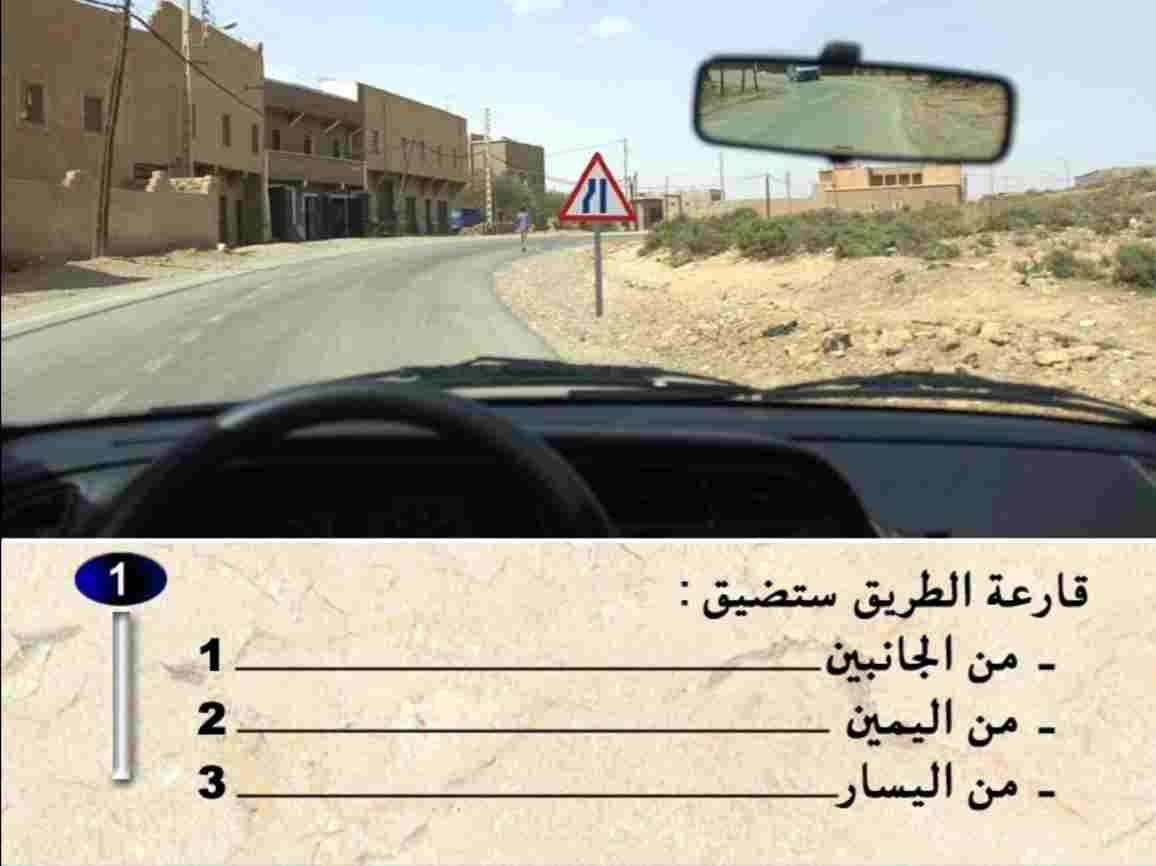 1
قارعة الطريق ستضيق :
- من الجانبين 1
- من اليمين 2
- من اليسار 3